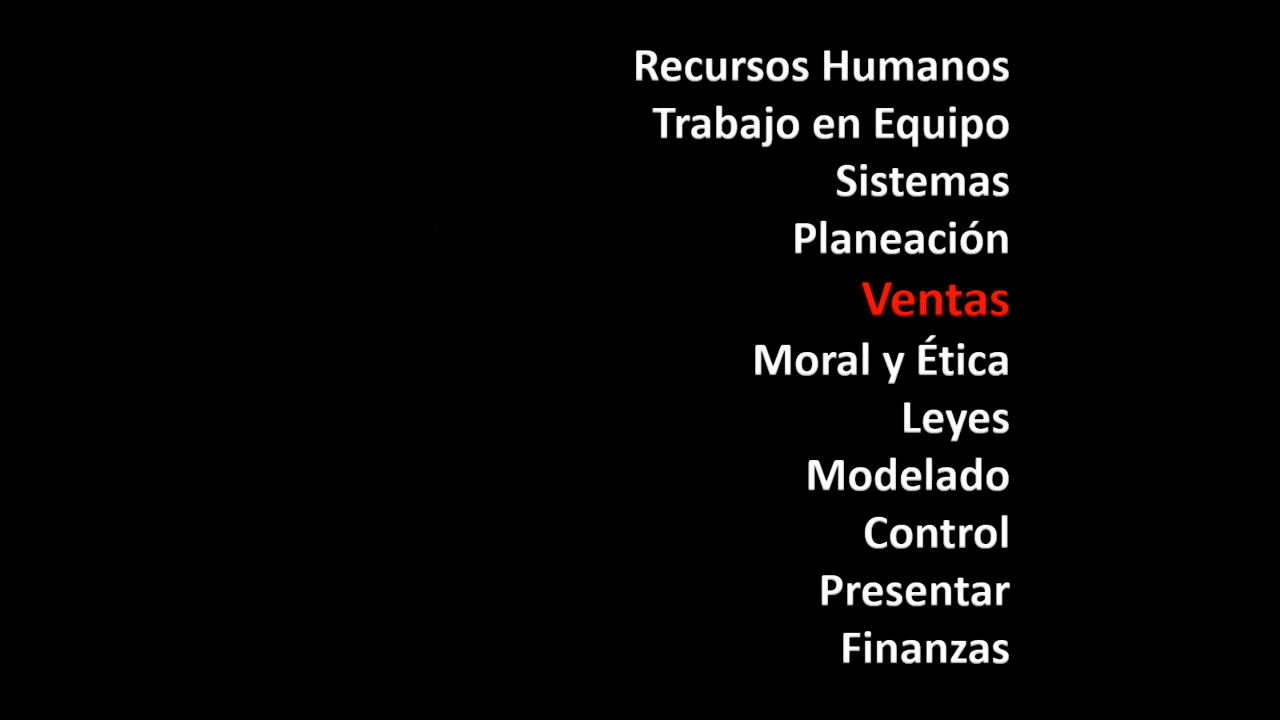 Recursos Humanos
Trabajo en Equipo
Sistemas
Planeación
Ventas
Moral y Ética
Leyes
Modelado
Control
Presentar
Finanzas